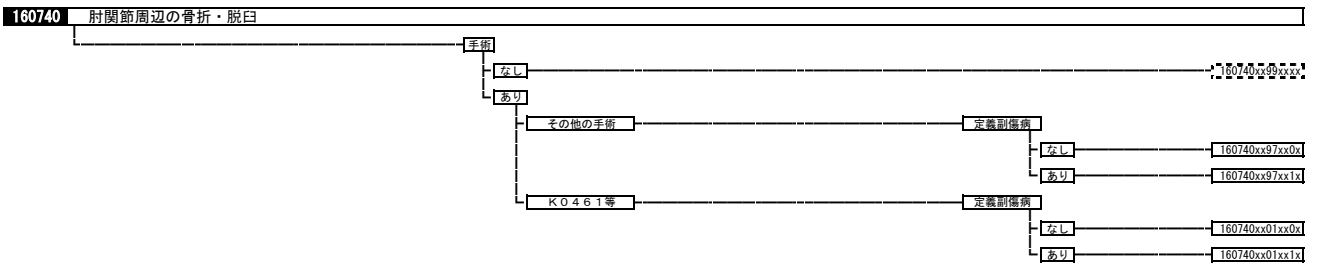 160740 肘関節周辺の骨折・脱臼
手術
なし 160740xx99xxxx
あり
その他の手術 定義副傷病
なし 160740xx97xx0x
あり 160740xx97xx1x
K0461等 定義副傷病
なし 160740xx01xx0x
あり 160740xx01xx1x